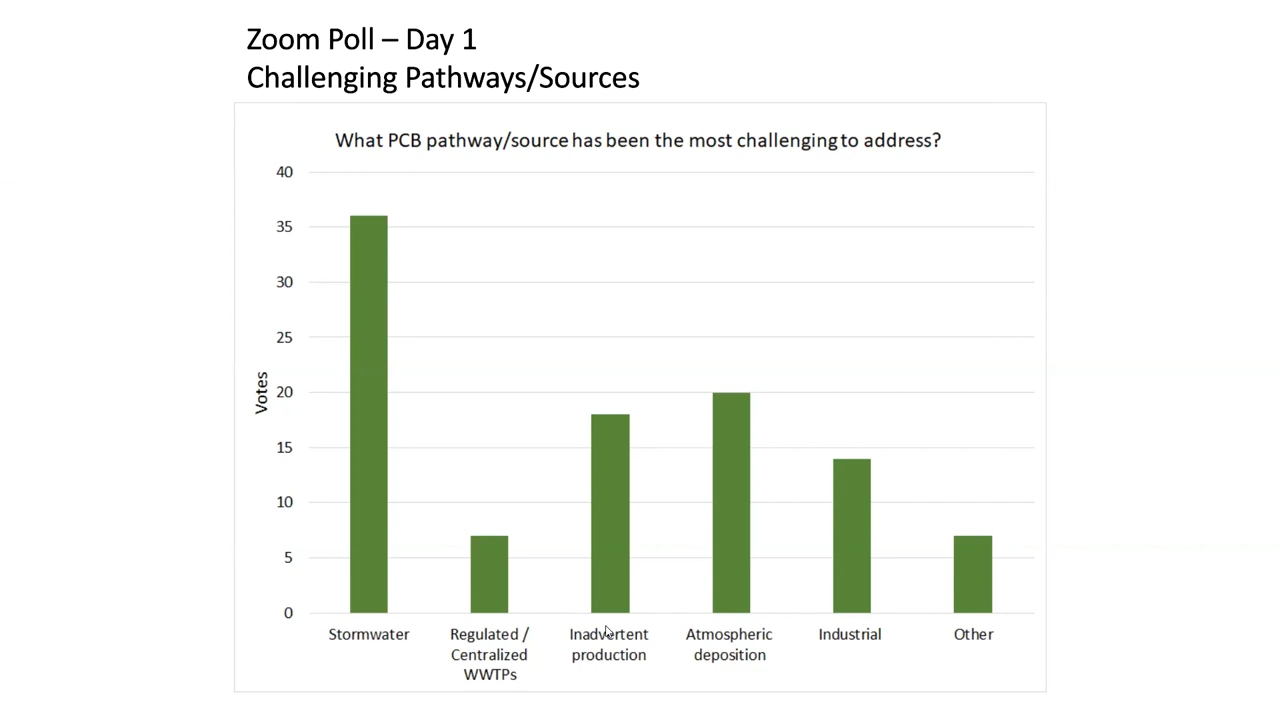 Zoom Poll – Day 1
Challenging Pathways/Sources
What PCB pathway/source has been the most challenging to address?
40
35
30
25
20
15
10
5
0
Votes
Stormwater
Regulated /
Centralized
WWTPs
Inadvertent
production
Atmospheric
deposition
Industrial
Other